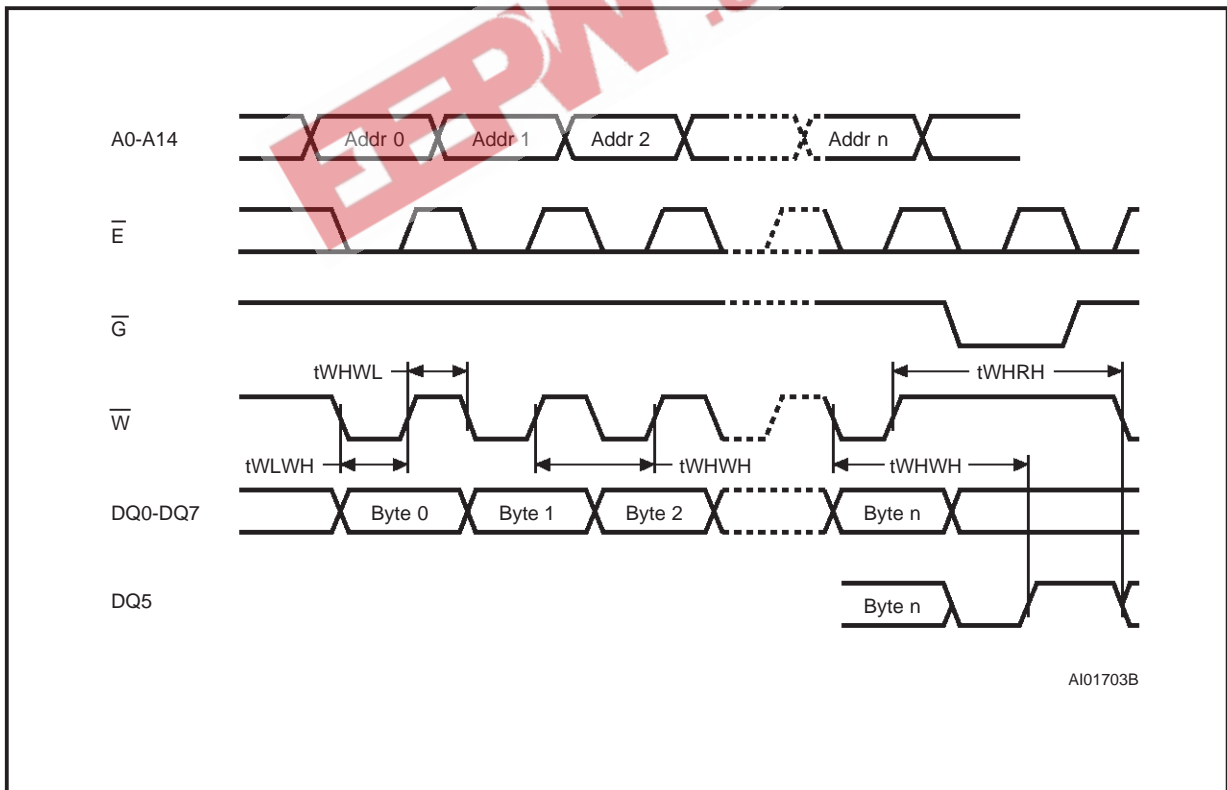 EEPW
A0-A14 Addr 0 Addr 1 Addr 2 Addr n
E
G
tWHWL tWHRH
W
tWLWH tWHWH tWHWH
DQ0-DQ7 Byte 0 Byte 1 Byte 2 Byte n
DQ5 Byte n
AI01703B